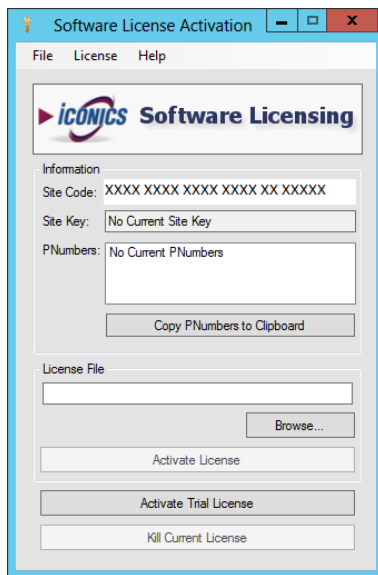 Software License Activation
File License Help
ICONICS Software Licensing
Information
Site Code: XXXX XXXX XXXX XXXX XX XXXXX
Site Key: No Current Site Key
PNumbers: No Current PNumbers
Copy PNumbers to Clipboard
License File
Browse...
Activate License
Activate Trial License
Kill Current License